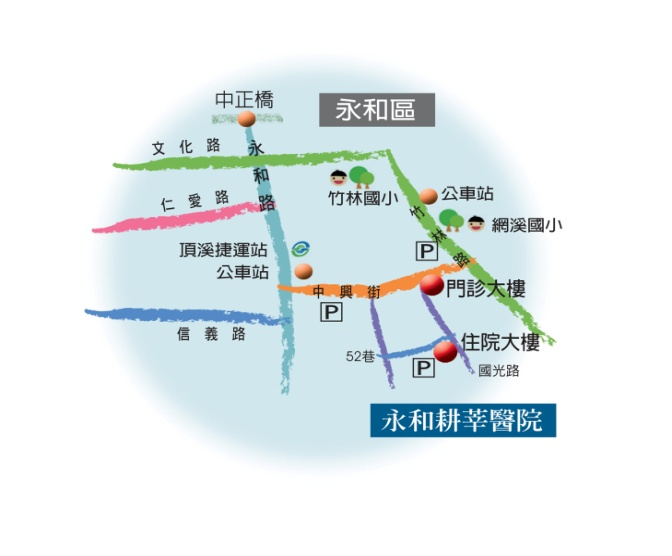 中正橋
永和區
文化路
永和路
竹林國小
公車站
仁愛路
竹林路
網溪國小
頂溪捷運站
公車站
P
門診大樓
中興街
P
信義路
住院大樓
52巷
P
國光路
永和耕莘醫院